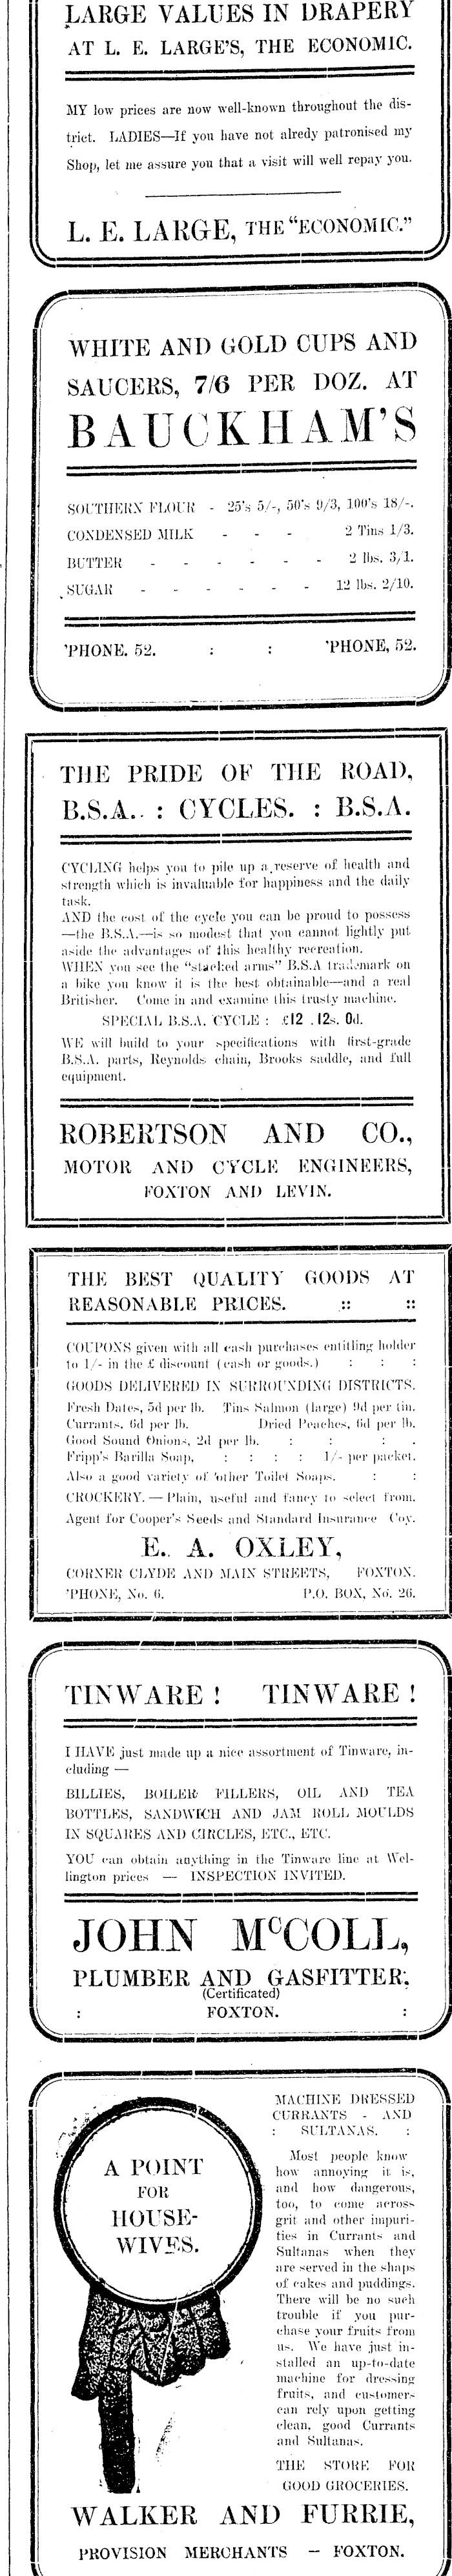 LARGE VALUES IN DRAPERY
AT L. E. LARGE'S, THE ECONOMIC.
MY low prices are now well-known throughout the dis-
trict. LADIES—If you have not alredy patronised my
Shop, let me assure you that a visit will well repay you.
L. E. LARGE, THE "ECONOMIC."
WHITE AND GOLD CUPS AND
SAUCERS, 7/6 PER DOZ. AT
BAUCKHAM'S
SOUTHERN FLOUR - 25's 5/-, 50's 9/3, 100's 18/-.
CONDENSED MILK - - - 2 Tins 1/3.
BUTTER - - - - - - 2 lbs. 3/1.
SUGAR - - - - - - 12 lbs. 2/10.
'PHONE. 52. : : 'PHONE, 52.
THE PRIDE OF THE ROAD,
B.S.A. : CYCLES. : B.S.A.
CYCLING helps you to pile up a reserve of health and
strength which is invaluable for happiness and the daily
task.
AND the cost of the cycle you can be proud to possess
—the B.S.A.—is so modest that you cannot lightly put
aside the advantages of this healthy recreation.
WHEN you see the "stacked arms" B.S.A trademark on
a bike you know it is the best obtainable—and a real
Britisher. Come in and examine this trusty machine.
SPECIAL B.S.A. CYCLE : £12 . 12s. 0d.
WE will build to your specifications with first-grade
B.S.A. parts, Reynolds chain, Brooks saddle, and full
equipment.
ROBERTSON AND CO.,
MOTOR AND CYCLE ENGINEERS,
FOXTON AND LEVIN.
THE BEST QUALITY GOODS AT
REASONABLE PRICES. :: ::
COUPONS given with all cash purchases entitling holder
to 1/- in the £ discount (cash or goods.) : : :
GOODS DELIVERED IN SURROUNDING DISTRICTS.
Fresh Dates, 5d per lb. Tins Salmon (large) 9d per tin.
Currants, 6d per lb. Dried Peaches, 6d per lb.
Good Sound Onions, 2d per lb. : : : .
Fripp's Barilla Soap, : : : : 1/- per packet.
Also a good variety of other Toilet Soaps. : :
CROCKERY. — Plain, useful and fancy to select from.
Agent for Cooper's Seeds and Standard Insurance Coy.
E. A. OXLEY,
CORNER CLYDE AND MAIN STREETS, FOXTON.
'PHONE, No. 6. P.O. BOX, No. 26.
TINWARE ! TINWARE !
I HAVE just made up a nice assortment of Tinware, in-
cluding —
BILLIES, BOILER FILLERS, OIL AND TEA
BOTTLES, SANDWICH AND JAM ROLL MOULDS
IN SQUARES AND CIRCLES, ETC., ETC.
YOU can obtain anything in the Tinware line at Wel-
lington prices — INSPECTION INVITED.
JOHN McCOLL,
PLUMBER AND GASFITTER.
(Certificated)
: FOXTON. :
A POINT
FOR
HOUSE-
WIVES.
MACHINE DRESSED
CURRANTS - AND
: SULTANAS. :
Most people know
how annoying it is,
and how dangerous,
too, to come across
grit and other impuri-
ties in Currants and
Sultanas when they
are served in the shaps
of cakes and puddings.
There will be no such
trouble if you pur-
chase your fruits from
us. We have just in-
stalled an up-to-date
machine for dressing
fruits, and customers
can rely upon getting
clean, good Currants
and Sultanas.
THE STORE FOR
GOOD GROCERIES.
WALKER AND FURRIE,
PROVISION MERCHANTS — FOXTON.